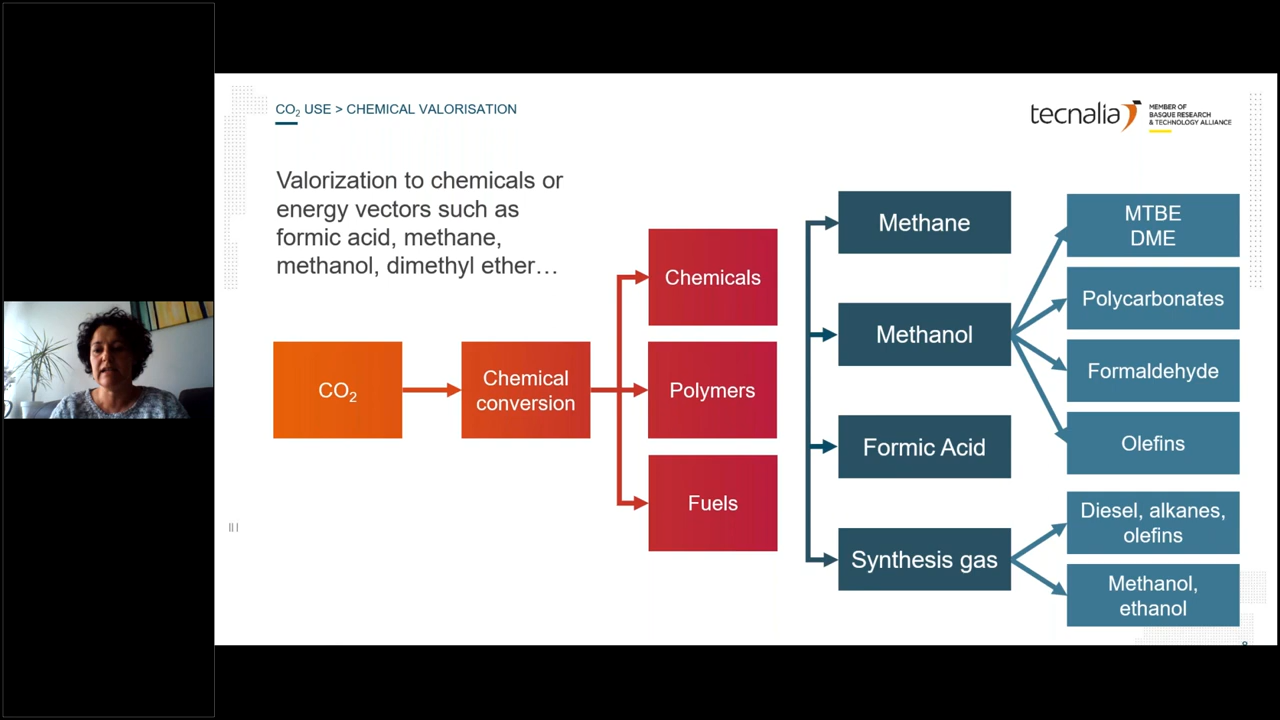 CO2 USE > CHEMICAL VALORISATION
tecnalia
MEMBER OF
BASQUE RESEARCH
& TECHNOLOGY ALLIANCE
Valorization to chemicals or
energy vectors such as
formic acid, methane,
methanol, dimethyl ether…
CO2
Chemical
conversion
Chemicals
Polymers
Fuels
Methane
Methanol
Formic Acid
Synthesis gas
MTBE
DME
Polycarbonates
Formaldehyde
Olefins
Diesel, alkanes,
olefins
Methanol,
ethanol